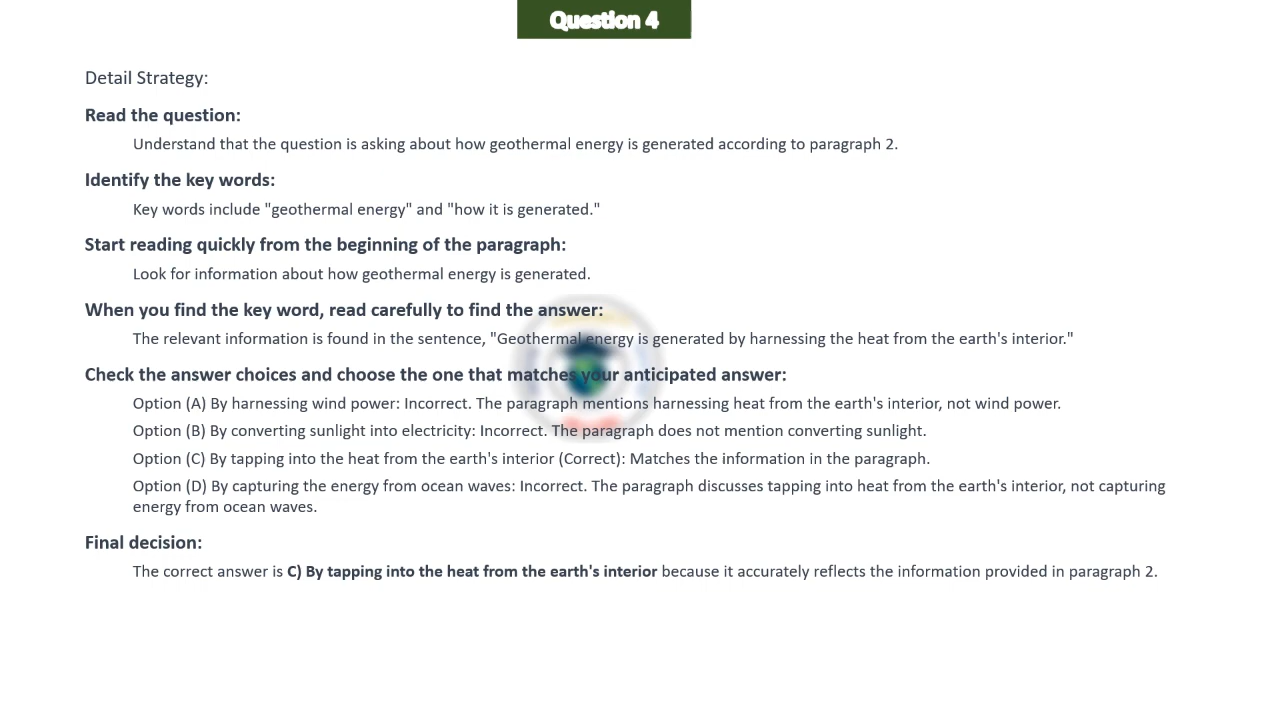 Question 4
Detail Strategy:
Read the question:
Understand that the question is asking about how geothermal energy is generated according to paragraph 2.
Identify the key words:
Key words include "geothermal energy" and "how it is generated."
Start reading quickly from the beginning of the paragraph:
Look for information about how geothermal energy is generated.
When you find the key word, read carefully to find the answer:
The relevant information is found in the sentence, "Geothermal energy is generated by harnessing the heat from the earth's interior."
Check the answer choices and choose the one that matches your anticipated answer:
Option (A) By harnessing wind power: Incorrect. The paragraph mentions harnessing heat from the earth's interior, not wind power.
Option (B) By converting sunlight into electricity: Incorrect. The paragraph does not mention converting sunlight.
Option (C) By tapping into the heat from the earth's interior (Correct): Matches the information in the paragraph.
Option (D) By capturing the energy from ocean waves: Incorrect. The paragraph discusses tapping into heat from the earth's interior, not capturing
energy from ocean waves.
Final decision:
The correct answer is C) By tapping into the heat from the earth's interior because it accurately reflects the information provided in paragraph 2.